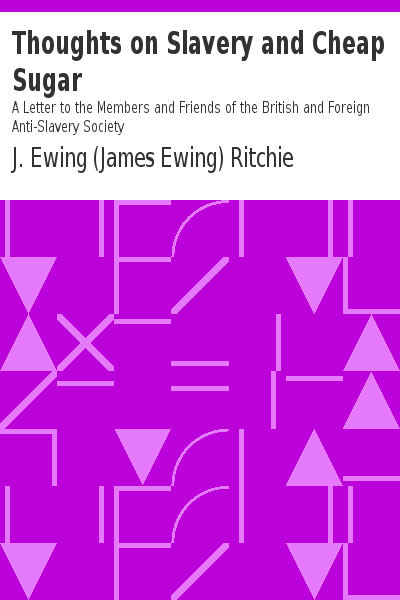 Thoughts on Slavery and Cheap
Sugar
A Letter to the Members and Friends of the British and Foreign
Anti-Slavery Society
J. Ewing (James Ewing) Ritchie